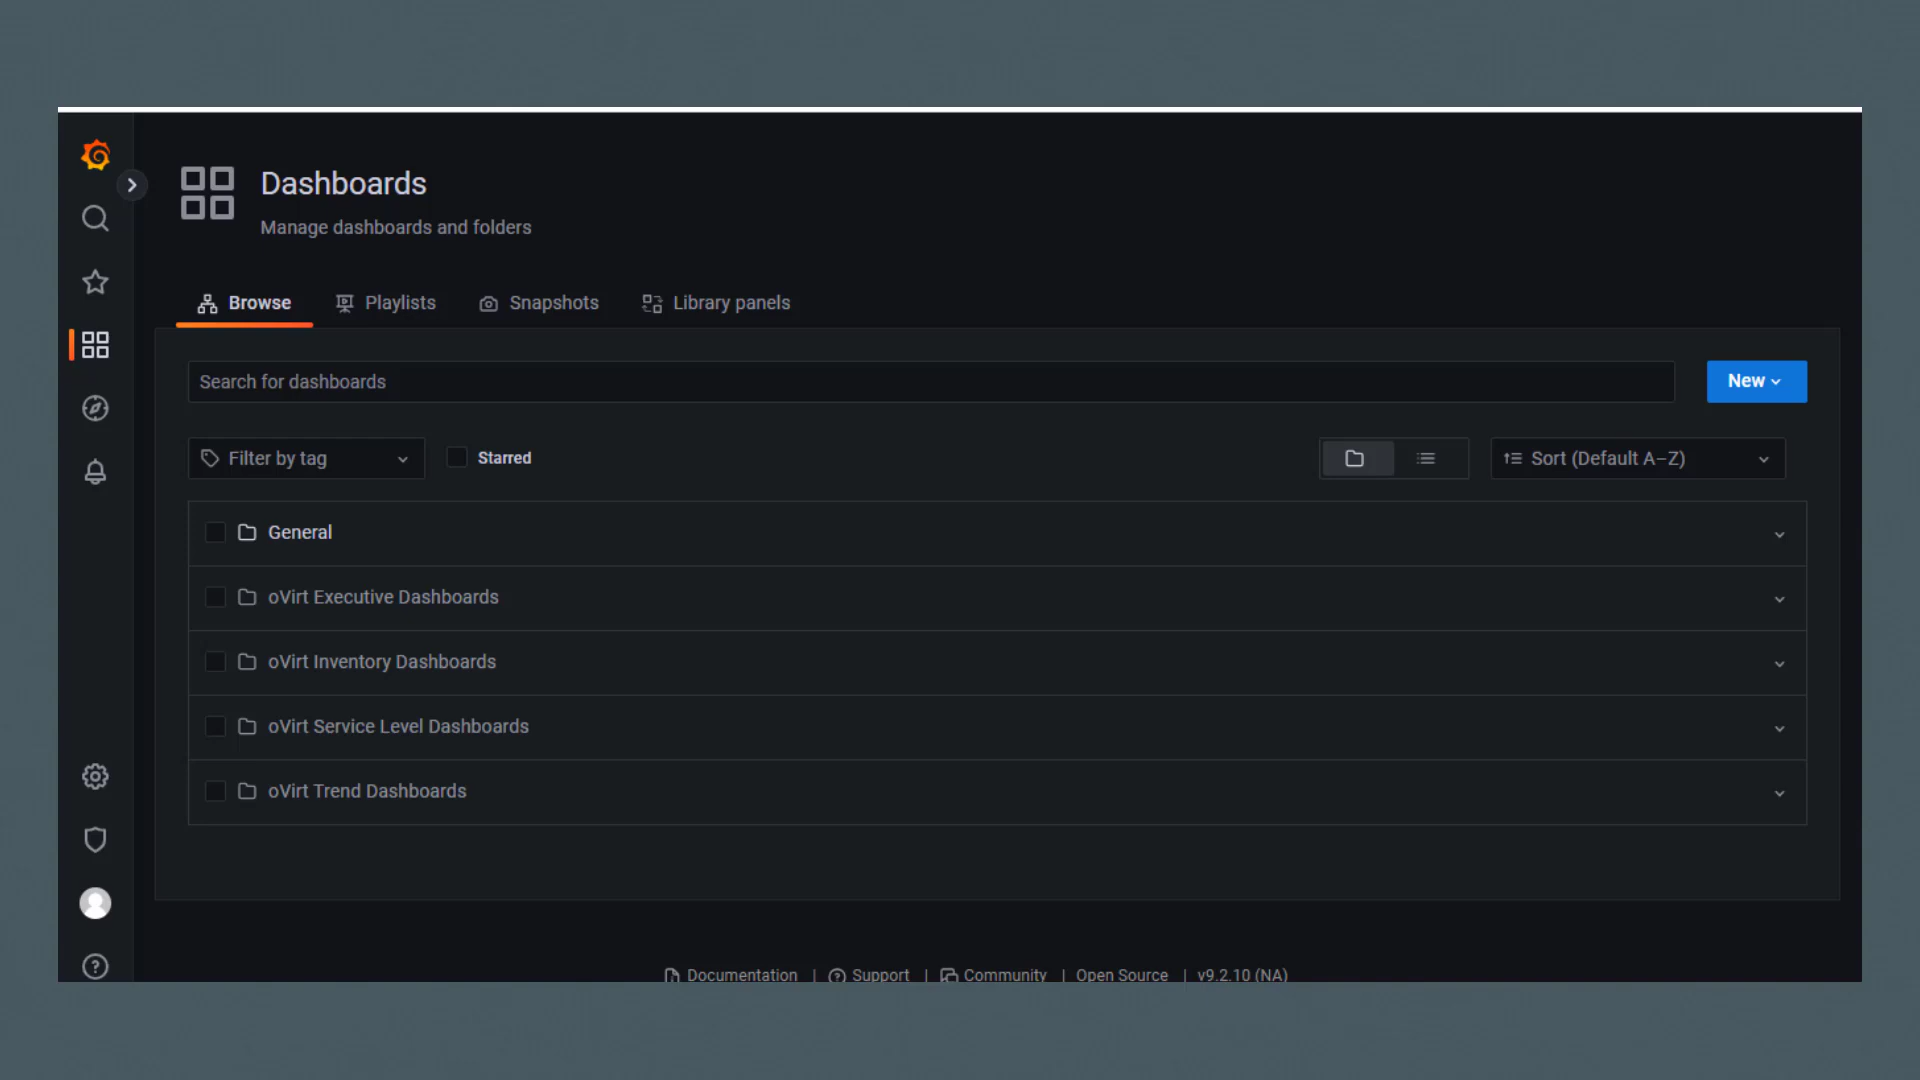 Dashboards
Manage dashboards and folders
Browse Playlists Snapshots Library panels
Search for dashboards New
Filter by tag Starred Sort (Default A–Z)
General
oVirt Executive Dashboards
oVirt Inventory Dashboards
oVirt Service Level Dashboards
oVirt Trend Dashboards
Documentation | Support | Community | Open Source | v9.2.10 (NA)